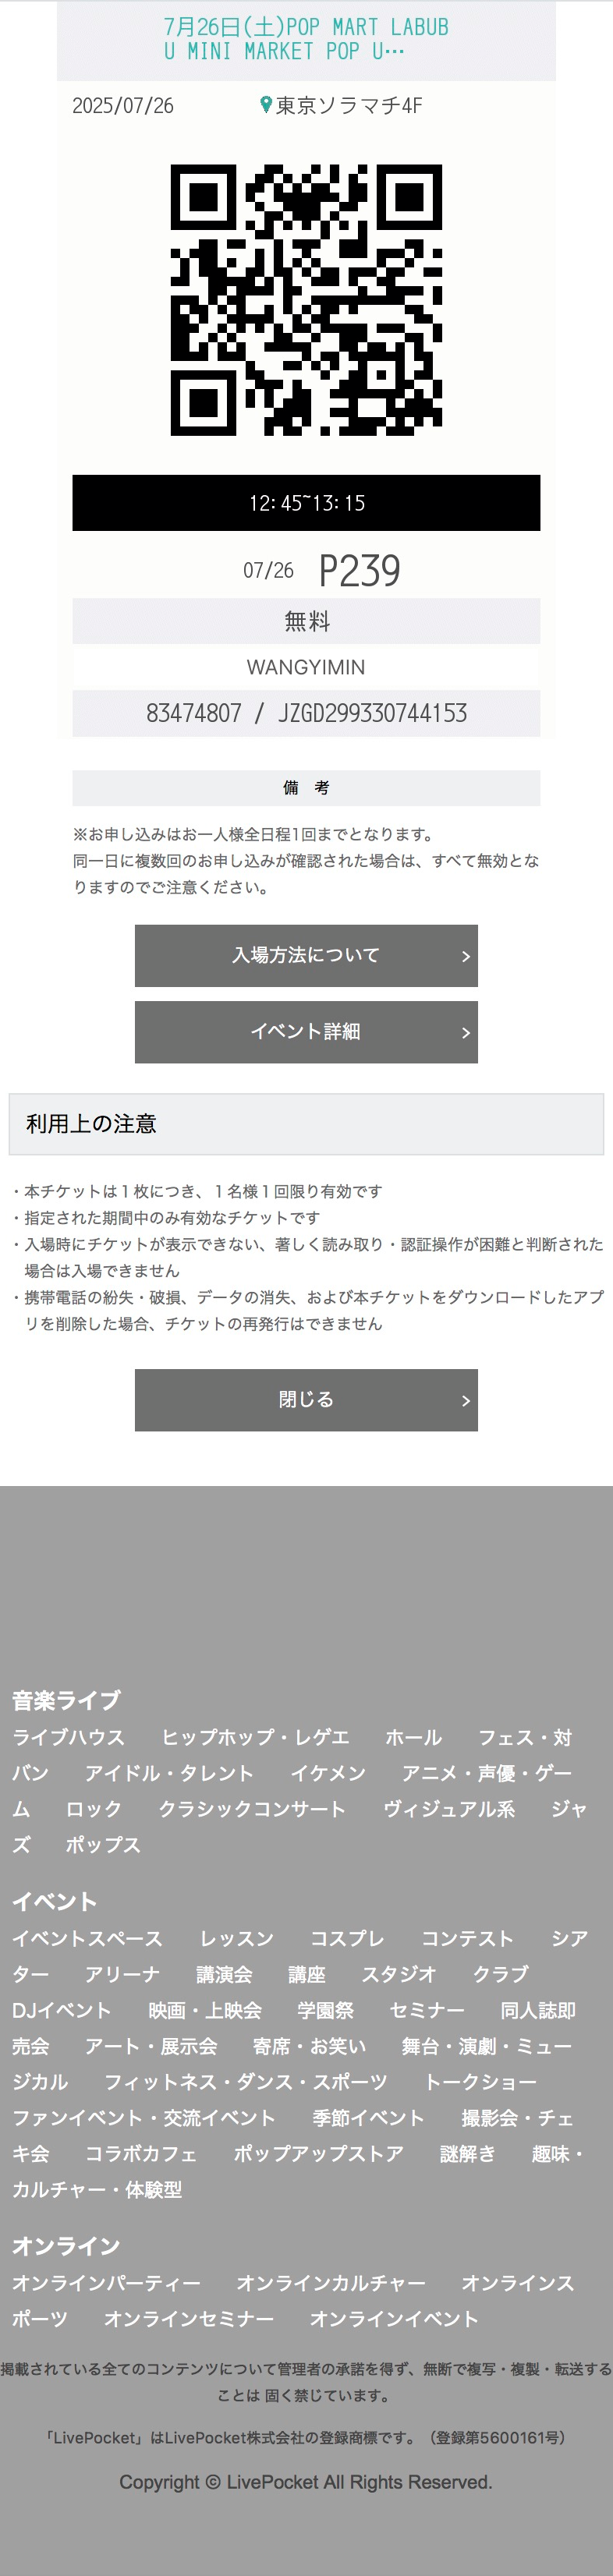 7月26日(土)POP MART LABUB
U MINI MARKET POP U…
2025/07/26 東京ソラマチ4F
12:45~13:15
07/26 P239
無料
WANGYIMIN
83474807 / JZGD299330744153
備 考
※お申し込みはお一人様全日程1回までとなります。
同一日に複数回のお申し込みが確認された場合は、すべて無効とな
りますのでご注意ください。
入場方法について
イベント詳細
利用上の注意
・本チケットは１枚につき、１名様１回限り有効です
・指定された期間中のみ有効なチケットです
・入場時にチケットが表示できない、著しく読み取り・認証操作が困難と判断された
場合は入場できません
・携帯電話の紛失・破損、データの消失、および本チケットをダウンロードしたアプ
リを削除した場合、チケットの再発行はできません
閉じる
音楽ライブ
ライブハウス ヒップホップ・レゲエ ホール フェス・対
バン アイドル・タレント イケメン アニメ・声優・ゲー
ム ロック クラシックコンサート ヴィジュアル系 ジャ
ズ ポップス
イベント
イベントスペース レッスン コスプレ コンテスト シア
ター アリーナ 講演会 講座 スタジオ クラブ
DJイベント 映画・上映会 学園祭 セミナー 同人誌即
売会 アート・展示会 寄席・お笑い 舞台・演劇・ミュー
ジカル フィットネス・ダンス・スポーツ トークショー
ファンイベント・交流イベント 季節イベント 撮影会・チェ
キ会 コラボカフェ ポップアップストア 謎解き 趣味・
カルチャー・体験型
オンライン
オンラインパーティー オンラインカルチャー オンラインス
ポーツ オンラインセミナー オンラインイベント
掲載されている全てのコンテンツについて管理者の承諾を得ず、無断で複写・複製・転送する
ことは 固く禁じています。
「LivePocket」はLivePocket株式会社の登録商標です。（登録第5600161号）
Copyright © LivePocket All Rights Reserved.